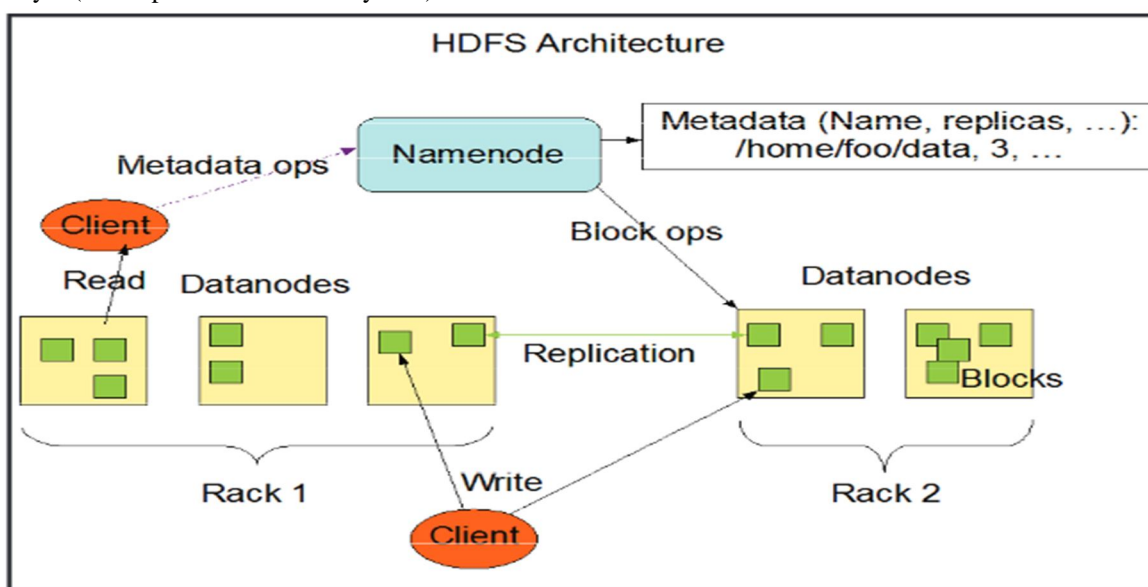 HDFS Architecture
Metadata (Name, replicas, ...):
/home/foo/data, 3, ...
Namenode
Metadata ops
Client
Block ops
Read
Datanodes
Datanodes
Replication
Blocks
Rack 1
Write
Rack 2
Client